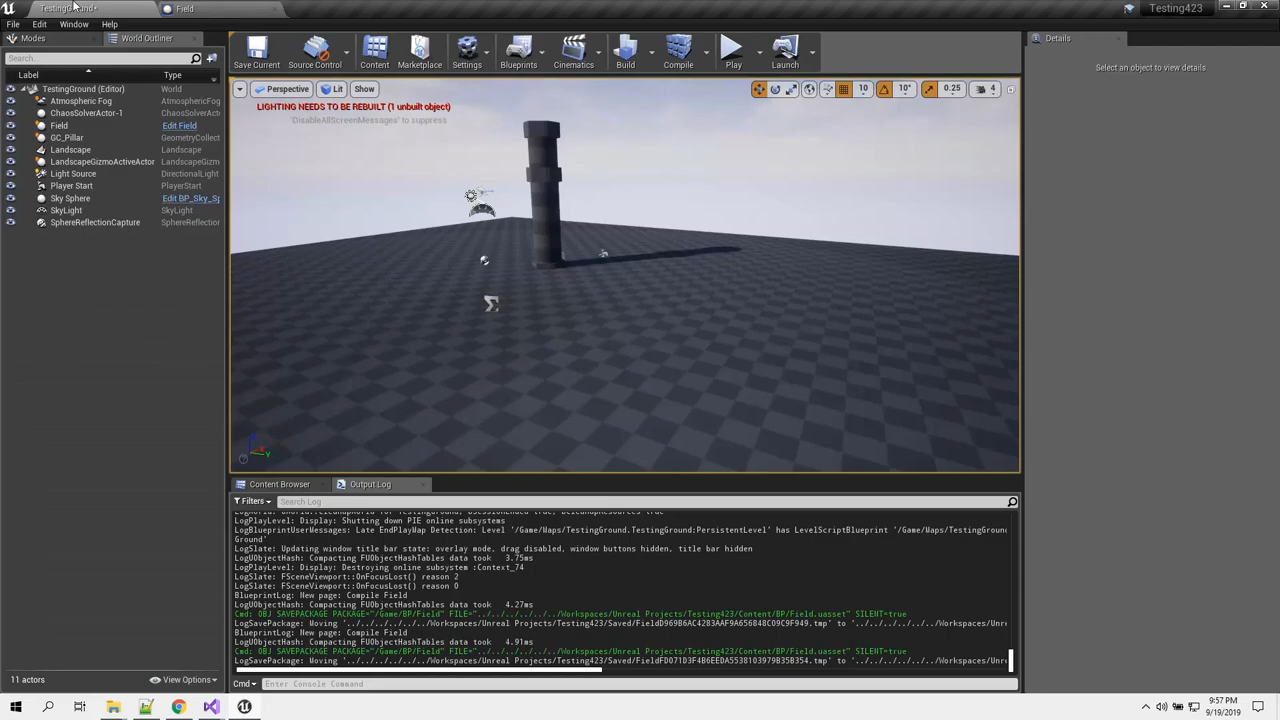 TestingGround*
Field
Testing423
File Edit Window Help
Modes
World Outliner
Search...
Label
Type
TestingGround (Editor) World
Atmospheric Fog AtmosphericFog
ChaosSolverActor-1 ChaosSolverActor
Field Edit Field
GC_Pillar GeometryCollect
Landscape Landscape
LandscapeGizmoActiveActor LandscapeGizm
Light Source DirectionalLight
Player Start PlayerStart
Sky Sphere Edit BP_Sky_Sp
SkyLight SkyLight
SphereReflectionCapture SphereReflection
11 actors
View Options
Save Current
Source Control
Content
Marketplace
Settings
Blueprints
Cinematics
Build
Compile
Play
Launch
Perspective
Lit
Show
10
10°
0.25
4
LIGHTING NEEDS TO BE REBUILT (1 unbuilt object)
'DisableAllScreenMessages' to suppress
Content Browser
Output Log
Filters
Search Log
LogPlayLevel: Display: Shutting down PIE online subsystems
LogBlueprintUserMessages: Late EndPlayMap Detection: Level '/Game/Maps/TestingGround.TestingGround:PersistentLevel' has LevelScriptBlueprint '/Game/Maps/TestingGroun
Ground'
LogSlate: Updating window title bar state: overlay mode, drag disabled, window buttons hidden, title bar hidden
LogUObjectHash: Compacting FUObjectHashTables data took 3.75ms
LogPlayLevel: Display: Destroying online subsystem :Context_74
LogSlate: FSceneViewport::OnFocusLost() reason 2
LogSlate: FSceneViewport::OnFocusLost() reason 0
BlueprintLog: New page: Compile Field
LogUObjectHash: Compacting FUObjectHashTables data took 4.27ms
Cmd: OBJ SAVEPACKAGE PACKAGE="/Game/BP/Field" FILE="../../../../../Workspaces/Unreal Projects/Testing423/Content/BP/Field.uasset" SILENT=true
LogSavePackage: Moving '../../../../../Workspaces/Unreal Projects/Testing423/Saved/FieldD969B6AC4283AAF9A656848C09C9F949.tmp' to '../../../../../Workspaces/Unre
BlueprintLog: New page: Compile Field
LogUObjectHash: Compacting FUObjectHashTables data took 4.91ms
Cmd: OBJ SAVEPACKAGE PACKAGE="/Game/BP/Field" FILE="../../../../../Workspaces/Unreal Projects/Testing423/Content/BP/Field.uasset" SILENT=true
LogSavePackage: Moving '../../../../../Workspaces/Unreal Projects/Testing423/Saved/FieldFD071D3F4B6EEDA5538103979B35B354.tmp' to '../../../../../Workspaces/Unre
Cmd
Enter Console Command
Details
Select an object to view details
9:57 PM
9/19/2019